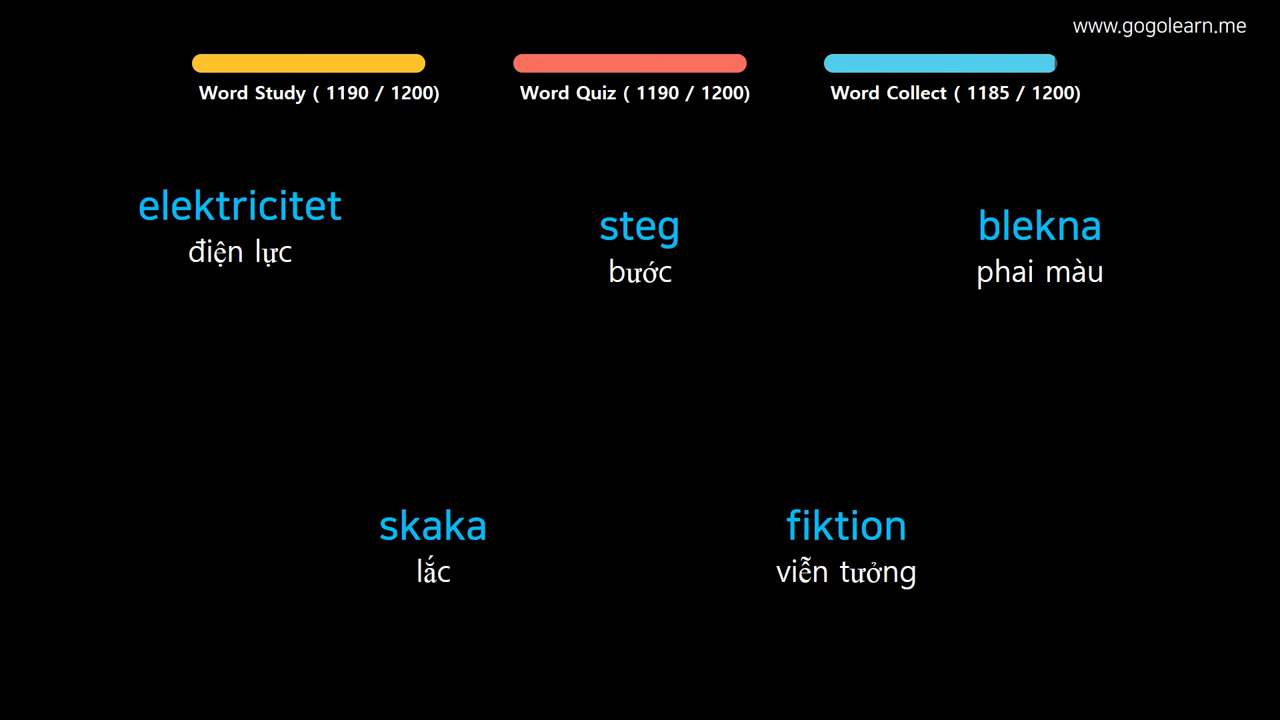 www.gogolearn.me
Word Study ( 1190 / 1200)
Word Quiz ( 1190 / 1200)
Word Collect ( 1185 / 1200)
elektricitet
điện lực
steg
bước
blekna
phai màu
skaka
lắc
fiktion
viễn tưởng